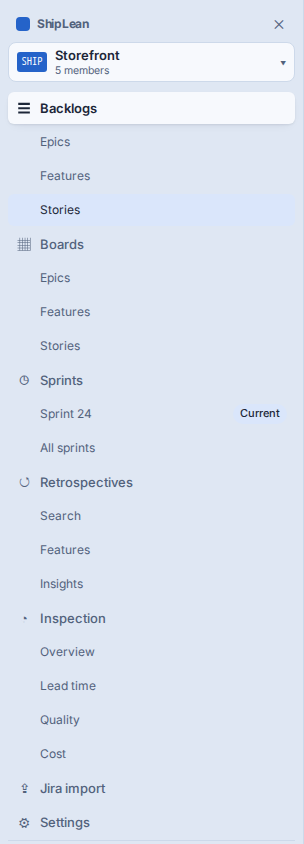 ShipLean
SHIP
Storefront
5 members
Backlogs
Epics
Features
Stories
Boards
Epics
Features
Stories
Sprints
Sprint 24
Current
All sprints
Retrospectives
Search
Features
Insights
Inspection
Overview
Lead time
Quality
Cost
Jira import
Settings